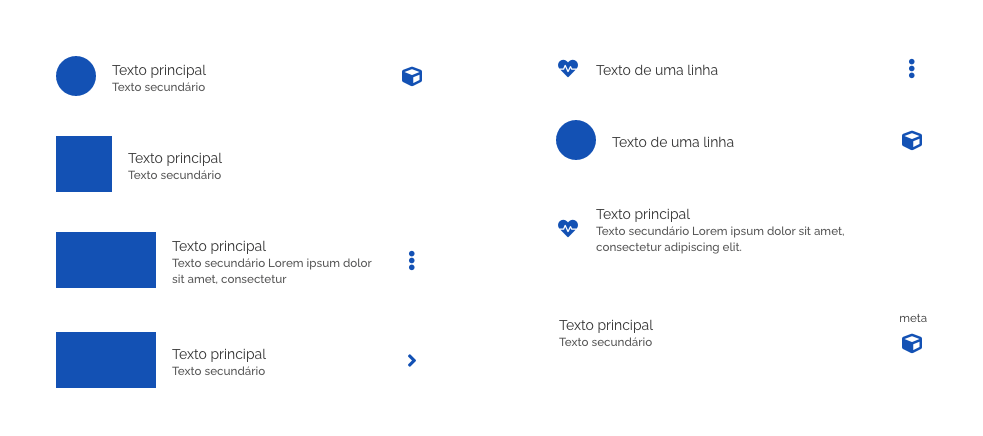 Texto principal
Texto secundário
Texto principal
Texto secundário
Texto principal
Texto secundário Lorem ipsum dolor
sit amet, consectetur
Texto principal
Texto secundário
Texto de uma linha
Texto de uma linha
Texto principal
Texto secundário Lorem ipsum dolor sit amet,
consectetur adipiscing elit.
Texto principal
Texto secundário
meta